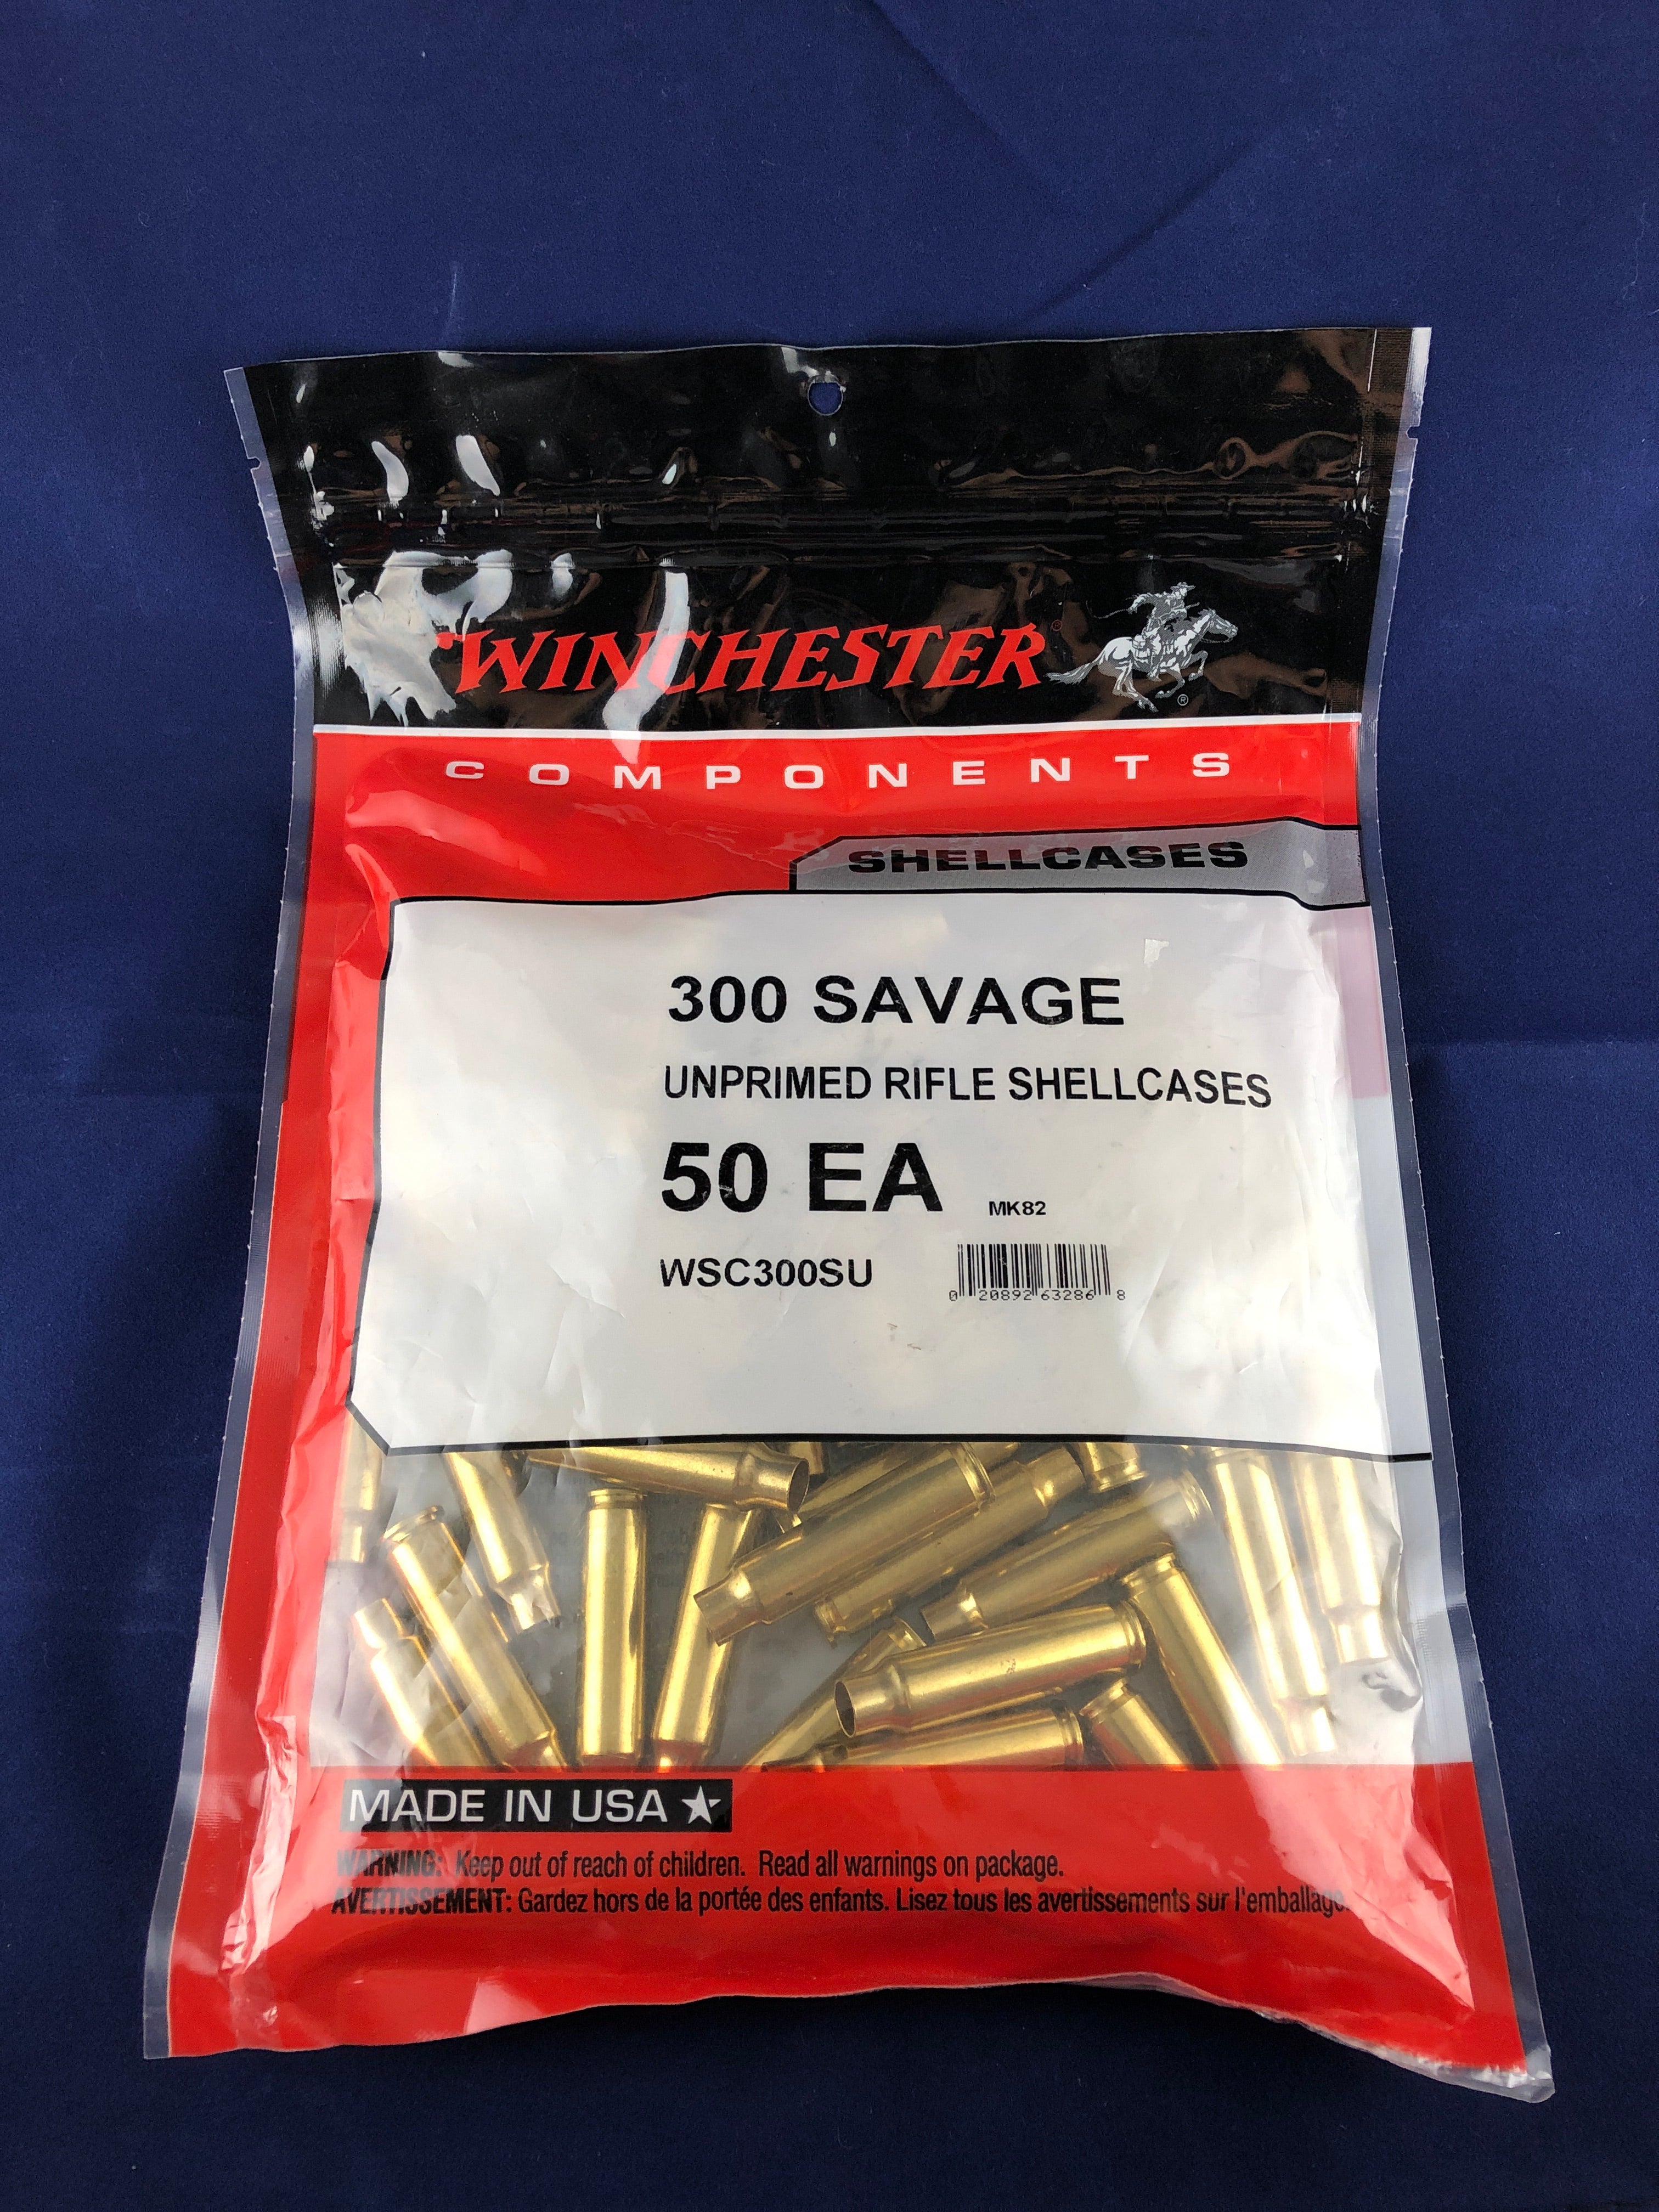 WINCHESTER®
®
COMPONENTS
SHELLCASES
300 SAVAGE
UNPRIMED RIFLE SHELLCASES
50 EA MK82
WSC300SU
0 20892 63286 8
MADE IN USA
WARNING: Keep out of reach of children. Read all warnings on package.
AVERTISSEMENT: Gardez hors de la portée des enfants. Lisez tous les avertissements sur l'emballage.